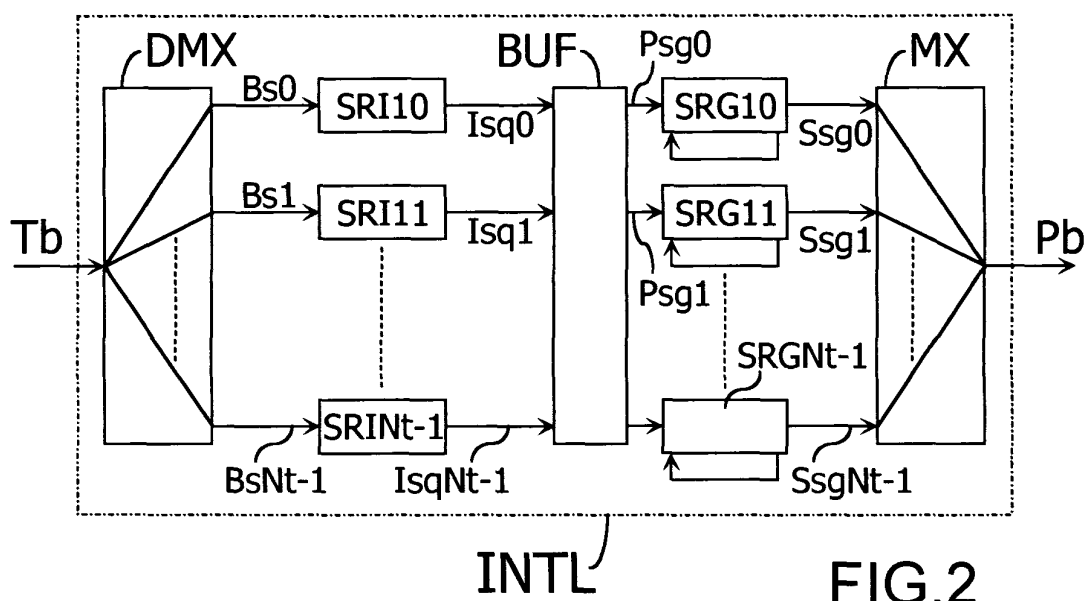 DMX
BUF
Psg0
MX
Bs0
SRI10
Isq0
SRG10
Ssg0
Bs1
SRI11
Isq1
SRG11
Ssg1
Tb
Psg1
Pb
SRGNt-1
SRINt-1
BsNt-1
IsqNt-1
SsgNt-1
INTL
FIG.2